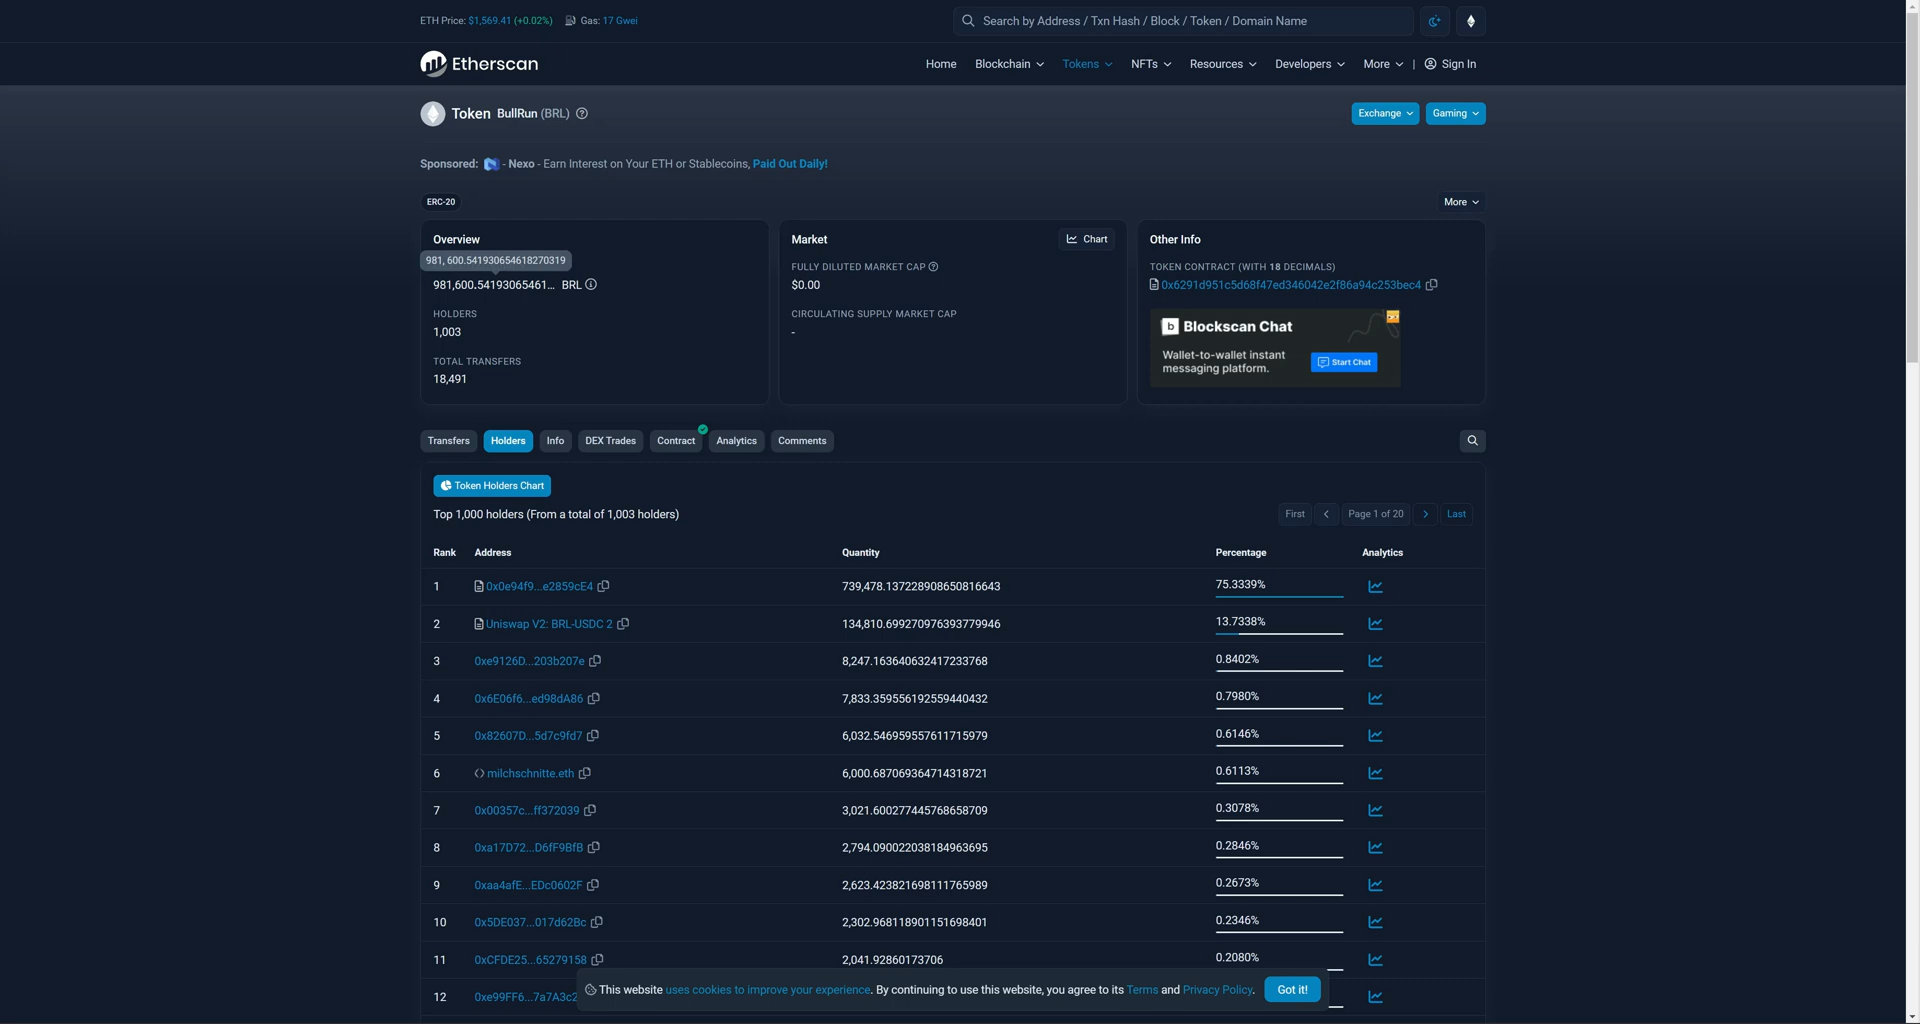 ETH Price: $1,569.41 (+0.02%) Gas: 17 Gwei
Search by Address / Txn Hash / Block / Token / Domain Name
Etherscan
Home Blockchain Tokens NFTs Resources Developers More | Sign In
Token BullRun (BRL)
Exchange Gaming
Sponsored: - Nexo - Earn Interest on Your ETH or Stablecoins, Paid Out Daily!
ERC-20
More
Overview
981, 600.541930654618270319
981,600.54193065461... BRL
HOLDERS
1,003
TOTAL TRANSFERS
18,491
Market
Chart
FULLY DILUTED MARKET CAP
$0.00
CIRCULATING SUPPLY MARKET CAP
-
Other Info
TOKEN CONTRACT (WITH 18 DECIMALS)
0x6291d951c5d68f47ed346042e2f86a94c253bec4
b Blockscan Chat
Wallet-to-wallet instant
messaging platform.
Start Chat
Transfers Holders Info DEX Trades Contract Analytics Comments
Token Holders Chart
Top 1,000 holders (From a total of 1,003 holders)
First Page 1 of 20 Last
Rank Address Quantity Percentage Analytics
1 0x0e94f9...e2859cE4 739,478.137228908650816643 75.3339%
2 Uniswap V2: BRL-USDC 2 134,810.699270976393779946 13.7338%
3 0xe9126D...203b207e 8,247.163640632417233768 0.8402%
4 0x6E06f6...ed98dA86 7,833.359556192559440432 0.7980%
5 0x82607D...5d7c9fd7 6,032.546959557611715979 0.6146%
6 milchschnitte.eth 6,000.687069364714318721 0.6113%
7 0x00357c...ff372039 3,021.600277445768658709 0.3078%
8 0xa17D72...D6fF9BfB 2,794.090022038184963695 0.2846%
9 0xaa4afE...EDc0602F 2,623.423821698111765989 0.2673%
10 0x5DE037...017d62Bc 2,302.968118901151698401 0.2346%
11 0xCFDE25...65279158 2,041.92860173706 0.2080%
12 0xe99FF6...7a7A3c2
This website uses cookies to improve your experience. By continuing to use this website, you agree to its Terms and Privacy Policy. Got it!